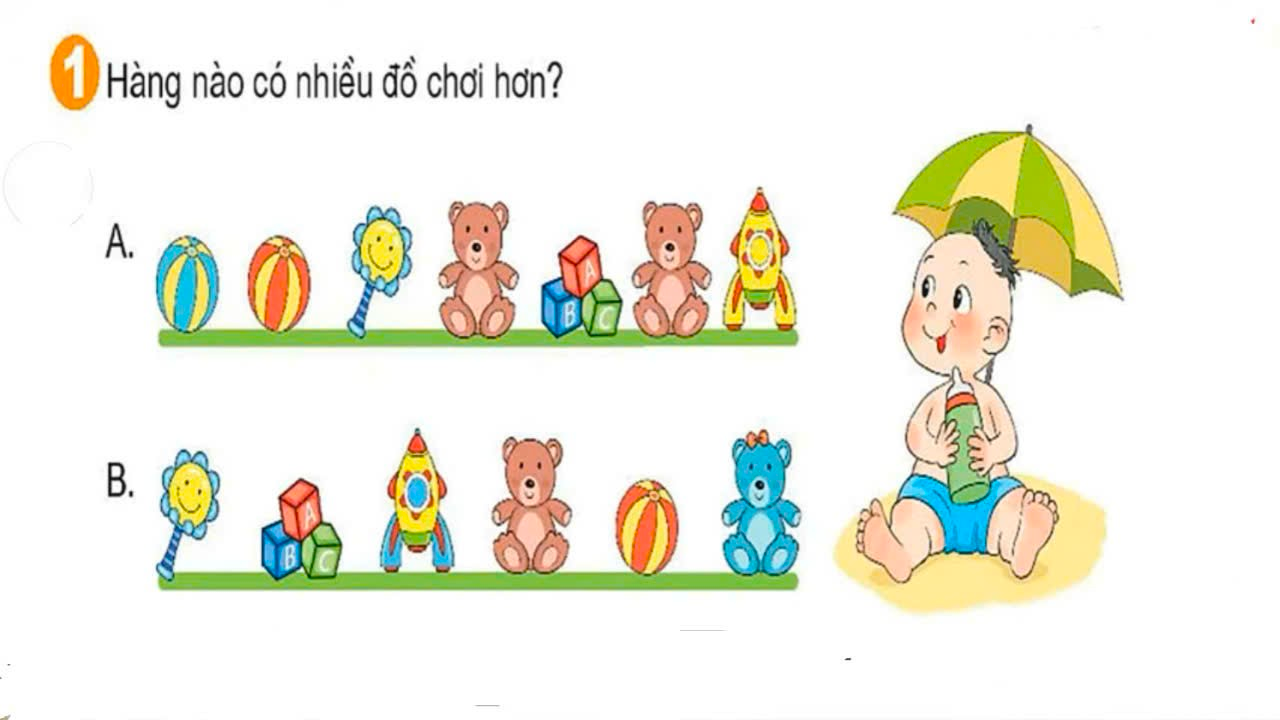 1 Hàng nào có nhiều đồ chơi hơn?
A.
A
B C
B.
A
B C